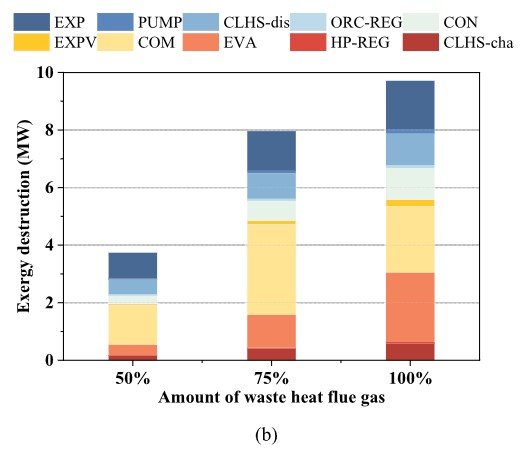 EXP PUMP CLHS-dis ORC-REG CON
EXPV COM EVA HP-REG CLHS-cha
10
8
6
4
2
0
Exergy destruction (MW)
50% 75% 100%
Amount of waste heat flue gas
(b)